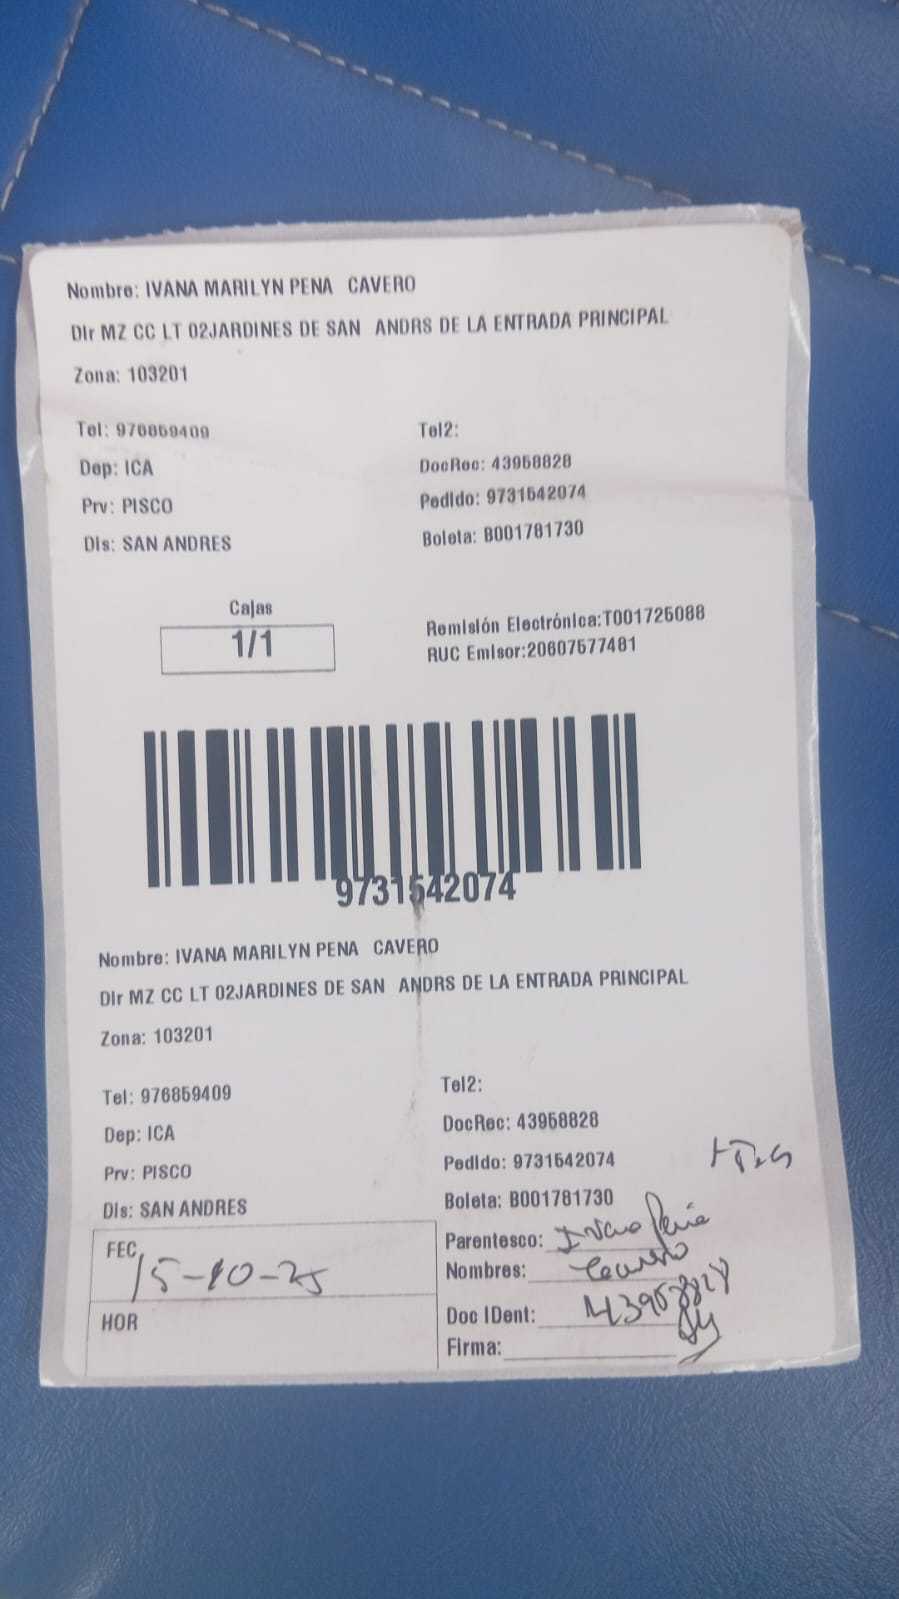 Nombre: IVANA MARILYN PENA CAVERO
Dir MZ CC LT 02JARDINES DE SAN ANDRS DE LA ENTRADA PRINCIPAL
Zona: 103201
Tel: 976859409 Tel2:
Dep: ICA DocRec: 43958828
Prv: PISCO Pedido: 9731542074
Dis: SAN ANDRES Boleta: B001781730
Cajas
1/1
Remisión Electrónica:T001725088
RUC Emisor:20607577481
9731542074
Nombre: IVANA MARILYN PENA CAVERO
Dir MZ CC LT 02JARDINES DE SAN ANDRS DE LA ENTRADA PRINCIPAL
Zona: 103201
Tel: 976859409 Tel2:
Dep: ICA DocRec: 43958828
Prv: PISCO Pedido: 9731542074
Dis: SAN ANDRES Boleta: B001781730
FEC 15-10-25
HOR
Parentesco: Ivana Peña
Nombres: Cavero
Doc IDent: 43958828
Firma: